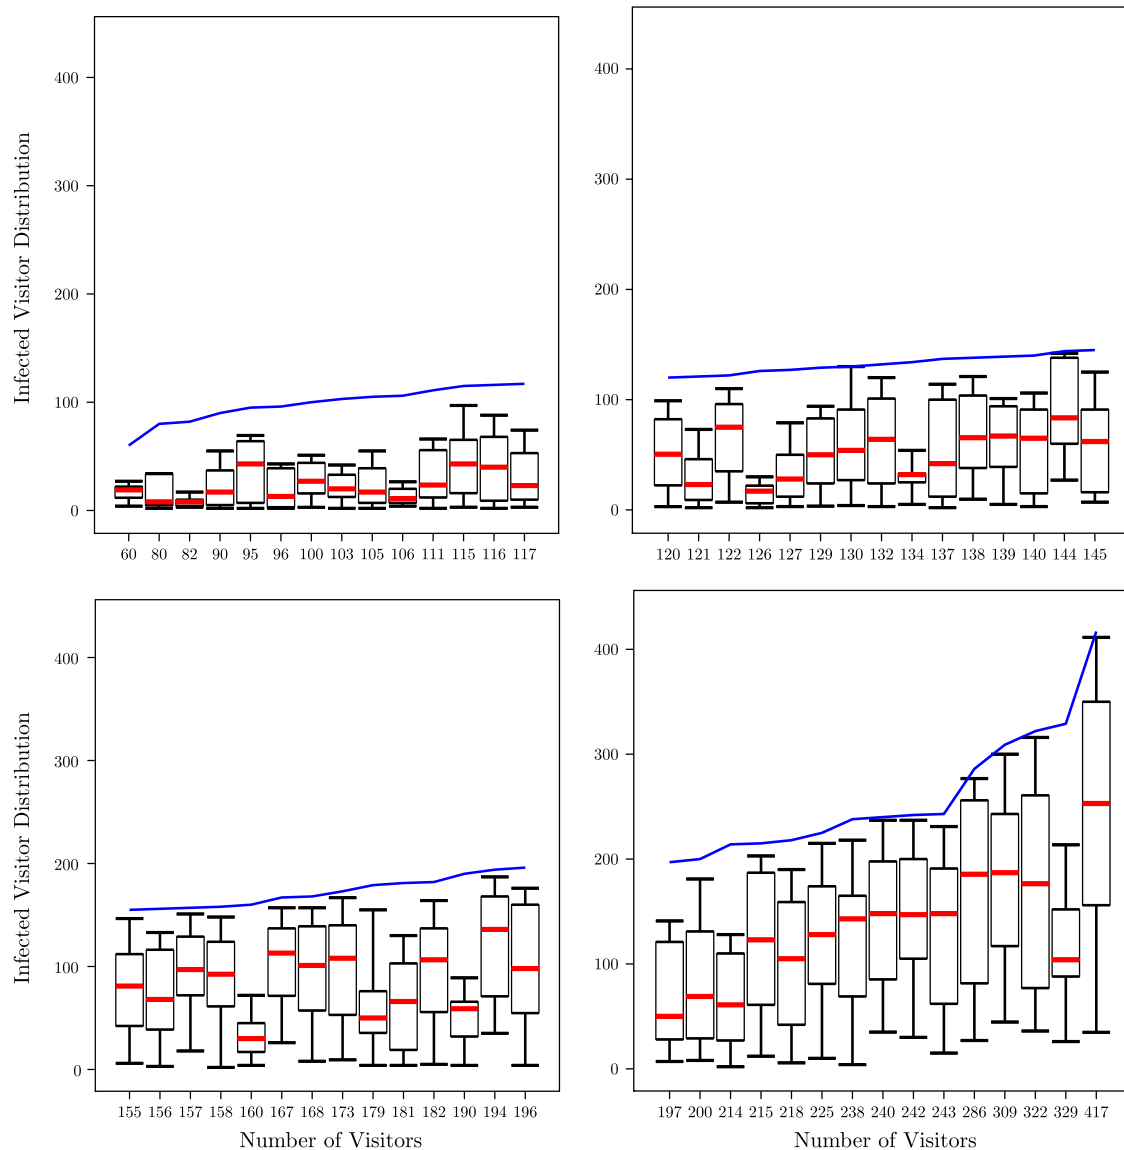 Infected Visitor Distribution
400
300
200
100
0
60 80 82 90 95 96 100 103 105 106 111 115 116 117
400
300
200
100
0
120 121 122 126 127 129 130 132 134 137 138 139 140 144 145
Infected Visitor Distribution
400
300
200
100
0
155 156 157 158 160 167 168 173 179 181 182 190 194 196
Number of Visitors
400
300
200
100
0
197 200 214 215 218 225 238 240 242 243 286 309 322 329 417
Number of Visitors